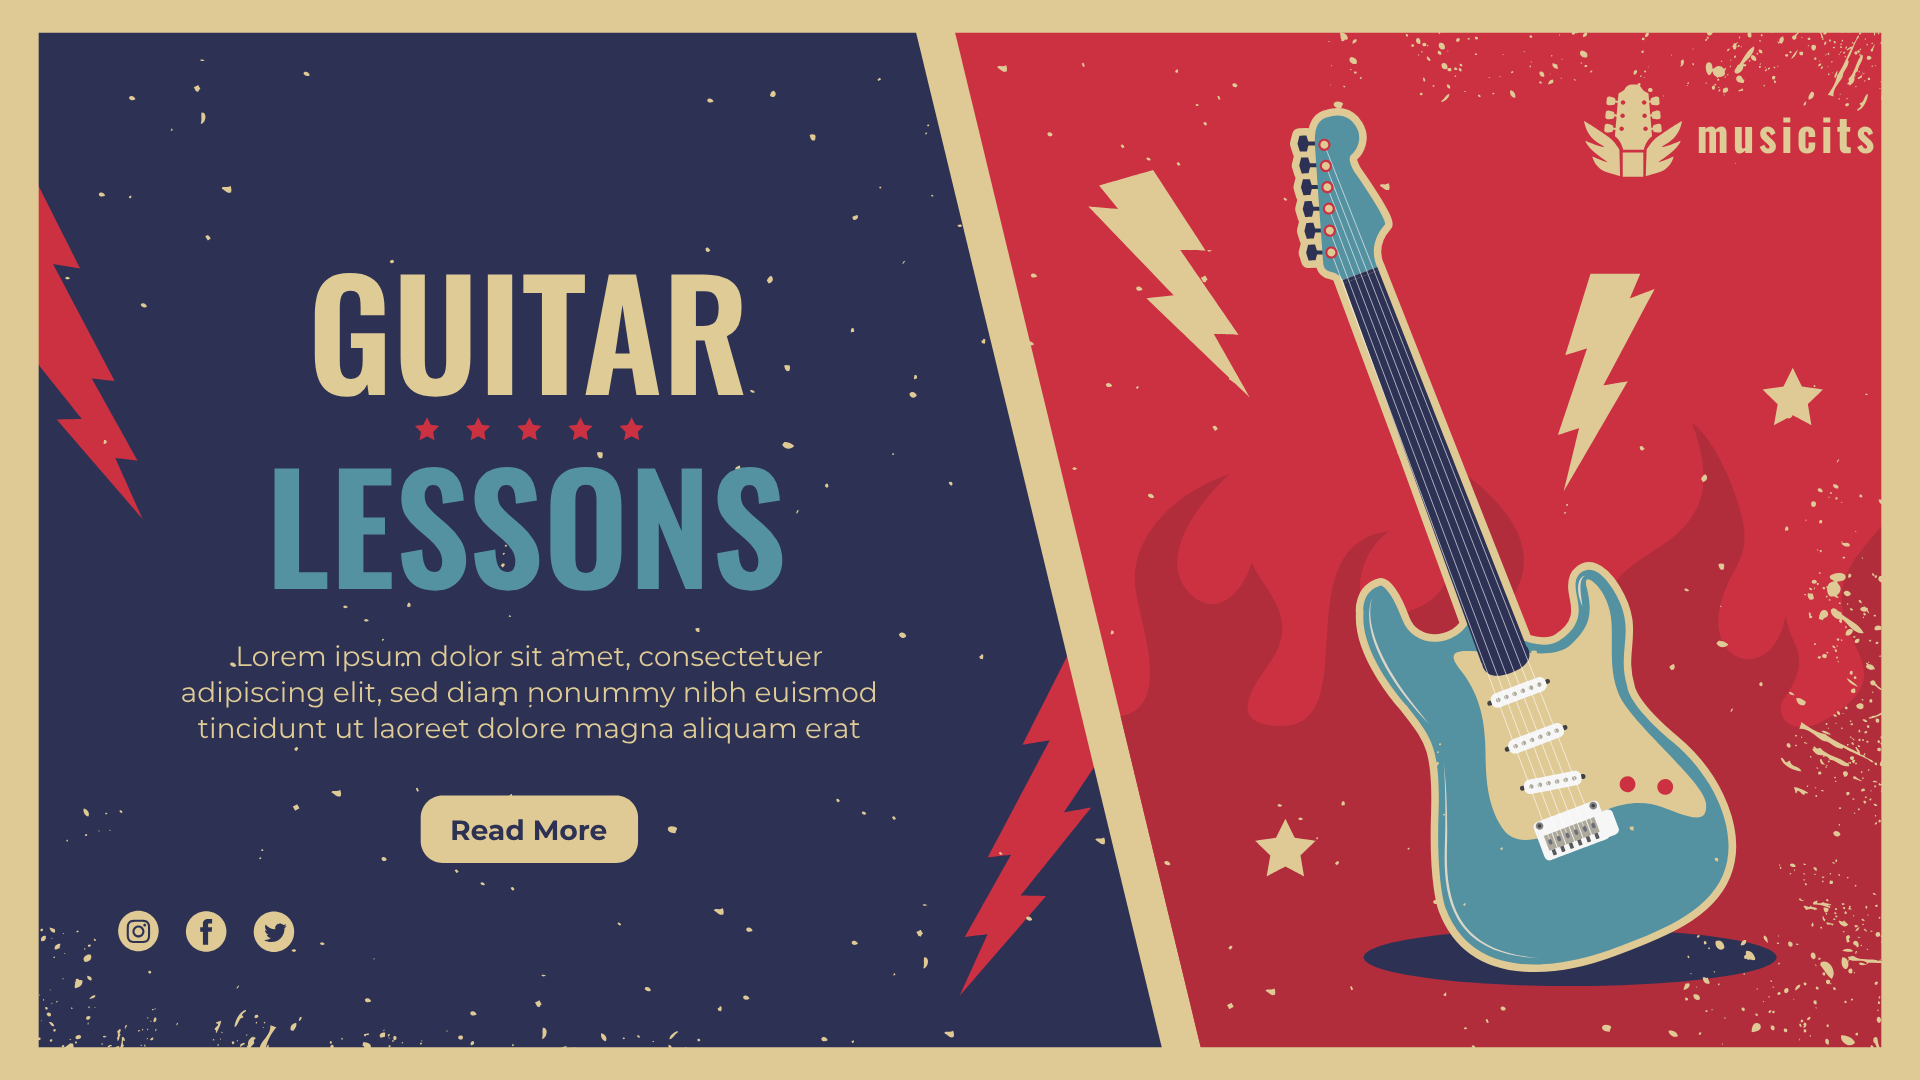 musicits
GUITAR
LESSONS
Lorem ipsum dolor sit amet, consectetuer
adipiscing elit, sed diam nonummy nibh euismod
tincidunt ut laoreet dolore magna aliquam erat
Read More